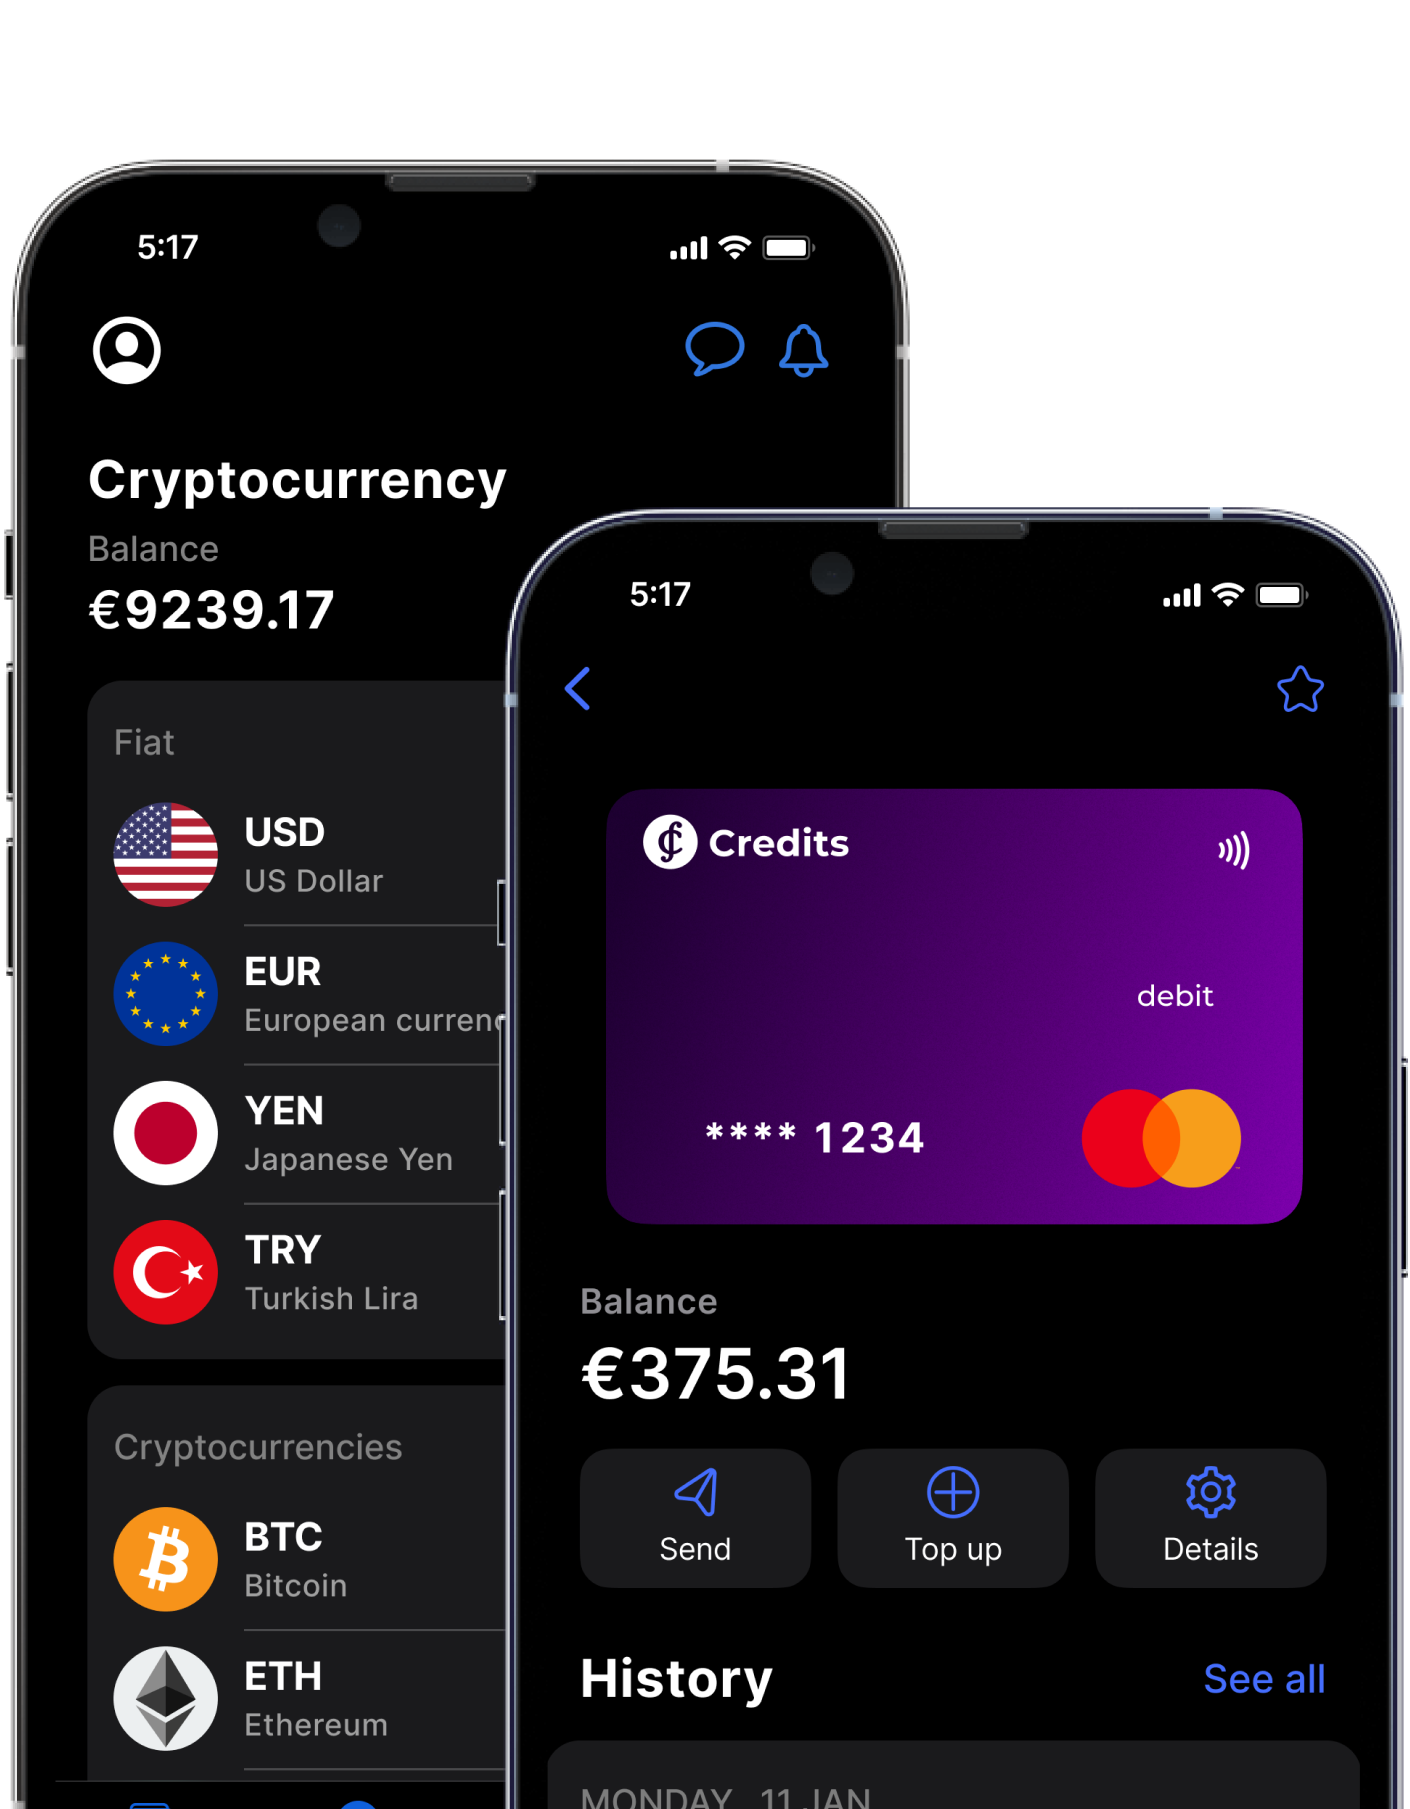 5:17
Cryptocurrency
Balance
€9239.17
Fiat
USD
US Dollar
EUR
European currenc
YEN
Japanese Yen
TRY
Turkish Lira
Cryptocurrencies
BTC
Bitcoin
ETH
Ethereum
5:17
Credits
debit
**** 1234
Balance
€375.31
Send
Top up
Details
History
See all
MONDAY 11 JAN